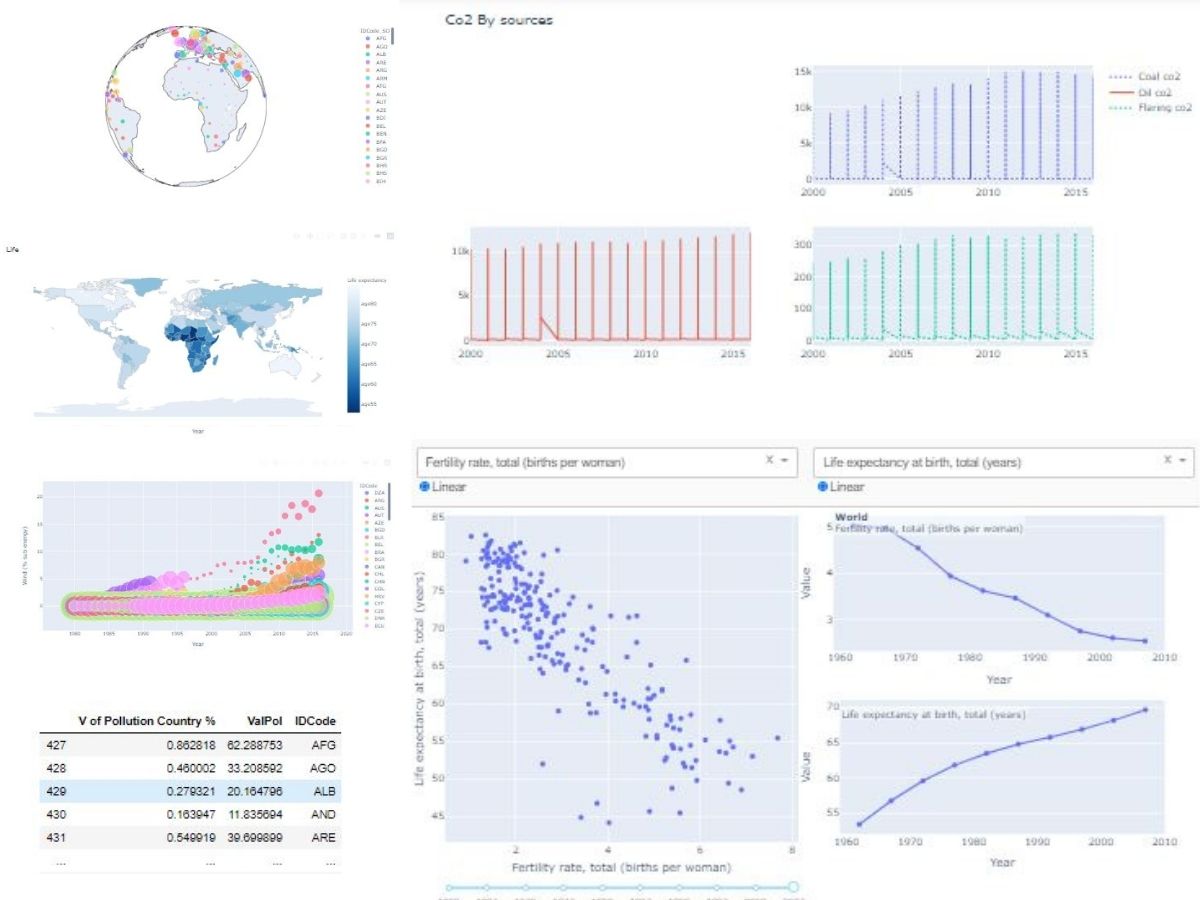 IDCode_SO
AFG
AGO
ALB
ARE
ARG
ARM
ATG
AUS
AUT
AZE
BDI
BEL
BEN
BFA
BGD
BGR
BHR
BHS
BIH
Life
Life expectancy
age80
age75
age70
age65
age60
age55
Year
IDCode
DZA
ARG
AUS
AUT
AZE
BGD
BLR
BEL
BRA
BGR
CAN
CHL
CHN
COL
HRV
CYP
CZE
DNK
ECU
20
15
10
5
0
1980 1985 1990 1995 2000 2005 2010 2015 2020
Year
V of Pollution Country % ValPol IDCode
427 0.862818 62.288753 AFG
428 0.460002 33.208592 AGO
429 0.279321 20.164796 ALB
430 0.163947 11.835694 AND
431 0.549919 39.699899 ARE
... ... ... ...
Co2 By sources
15k
10k
5k
0
2000 2005 2010 2015
Coal co2
Oil co2
Flaring co2
10k
5k
0
2000 2005 2010 2015
300
200
100
0
2000 2005 2010 2015
Fertility rate, total (births per woman) x
Linear
Life expectancy at birth, total (years) x
Linear
85
80
75
70
65
60
55
50
45
Life expectancy at birth, total (years)
2 4 6 8
Fertility rate, total (births per woman)
World
Fertility rate, total (births per woman)
5
4
3
Value
1960 1970 1980 1990 2000 2010
Year
Life expectancy at birth, total (years)
70
65
60
55
Value
1960 1970 1980 1990 2000 2010
Year